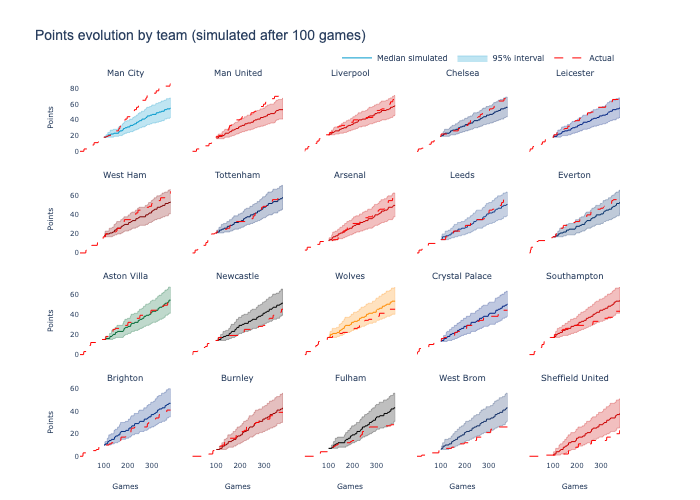 Points evolution by team (simulated after 100 games)
Median simulated 95% interval Actual
Man City Man United Liverpool Chelsea Leicester
80
60
40
20
0
Points
West Ham Tottenham Arsenal Leeds Everton
60
40
20
0
Points
Aston Villa Newcastle Wolves Crystal Palace Southampton
60
40
20
0
Points
Brighton Burnley Fulham West Brom Sheffield United
60
40
20
0
Points
100 200 300 100 200 300 100 200 300 100 200 300 100 200 300
Games Games Games Games Games